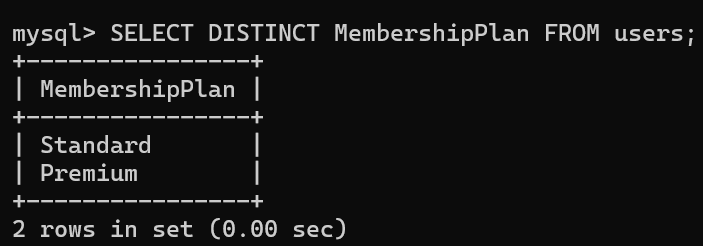 mysql> SELECT DISTINCT MembershipPlan FROM users;
+----------------+
| MembershipPlan |
+----------------+
| Standard       |
| Premium        |
+----------------+
2 rows in set (0.00 sec)